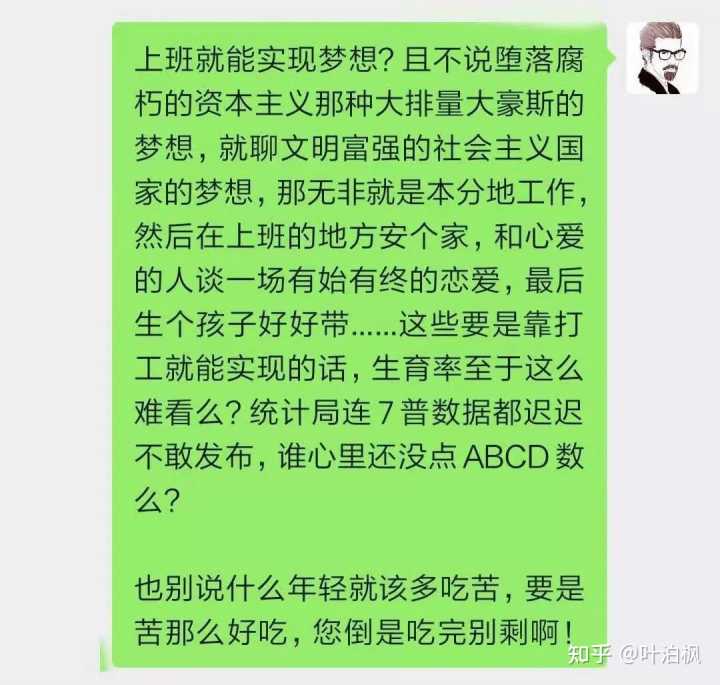 上班就能实现梦想？且不说堕落腐
朽的资本主义那种大排量大豪斯的
梦想，就聊文明富强的社会主义国
家的梦想，那无非就是本分地工作，
然后在上班的地方安个家，和心爱
的人谈一场有始有终的恋爱，最后
生个孩子好好带……这些要是靠打
工就能实现的话，生育率至于这么
难看么？统计局连7普数据都迟迟
不敢发布，谁心里还没点ABCD数
么？
也别说什么年轻就该多吃苦，要是
苦那么好吃，您倒是吃完别剩啊！
知乎 @叶泊枫